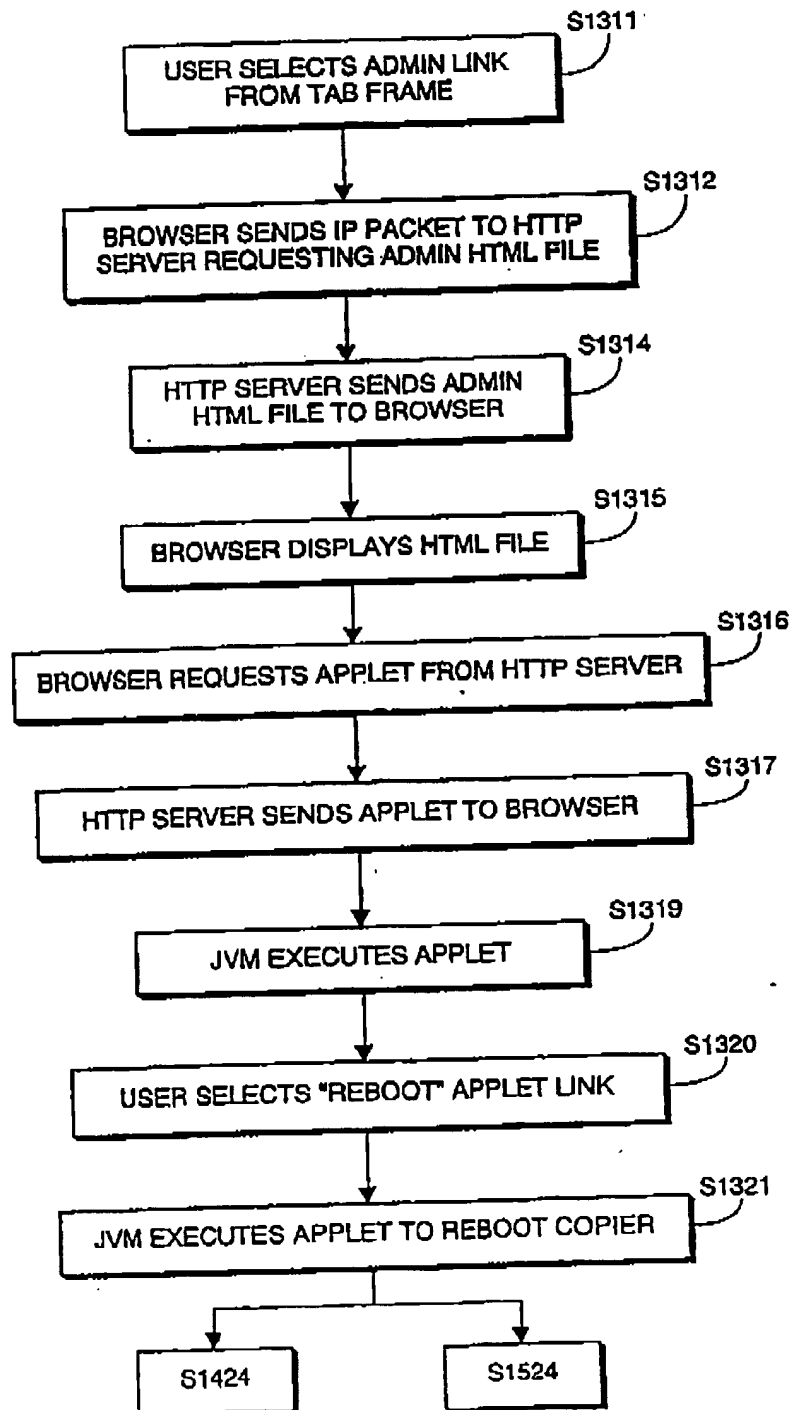 S1311
USER SELECTS ADMIN LINK
FROM TAB FRAME
S1312
BROWSER SENDS IP PACKET TO HTTP
SERVER REQUESTING ADMIN HTML FILE
S1314
HTTP SERVER SENDS ADMIN
HTML FILE TO BROWSER
S1315
BROWSER DISPLAYS HTML FILE
S1316
BROWSER REQUESTS APPLET FROM HTTP SERVER
S1317
HTTP SERVER SENDS APPLET TO BROWSER
S1319
JVM EXECUTES APPLET
S1320
USER SELECTS "REBOOT" APPLET LINK
S1321
JVM EXECUTES APPLET TO REBOOT COPIER
S1424
S1524